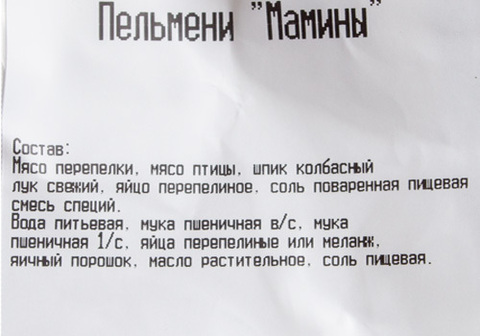 Пельмени "Мамины"
Состав:
Мясо перепелки, мясо птицы, шпик колбасный
лук свежий, яйцо перепелиное, соль поваренная пищевая
смесь специй.
Вода питьевая, мука пшеничная в/с, мука
пшеничная 1/с, яйца перепелиные или меланж,
яичный порошок, масло растительное, соль пищевая.